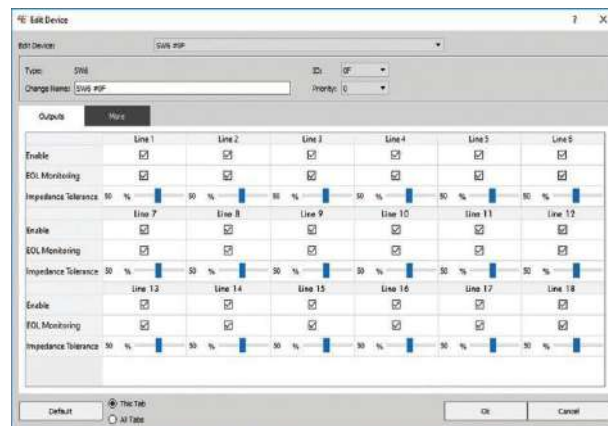 Edit Device
? X
Edit Device: SW6 #0F
Type: SW6 ID: 0F
Change Name: SW6 #0F Priority: 0
Outputs More
Line 1 Line 2 Line 3 Line 4 Line 5 Line 6
Enable
EOL Monitoring
Impedance Tolerance 50 % 50 % 50 % 50 % 50 % 50 %
Line 7 Line 8 Line 9 Line 10 Line 11 Line 12
Enable
EOL Monitoring
Impedance Tolerance 50 % 50 % 50 % 50 % 50 % 50 %
Line 13 Line 14 Line 15 Line 16 Line 17 Line 18
Enable
EOL Monitoring
Impedance Tolerance 50 % 50 % 50 % 50 % 50 % 50 %
Default This Tab Ok Cancel
All Tabs